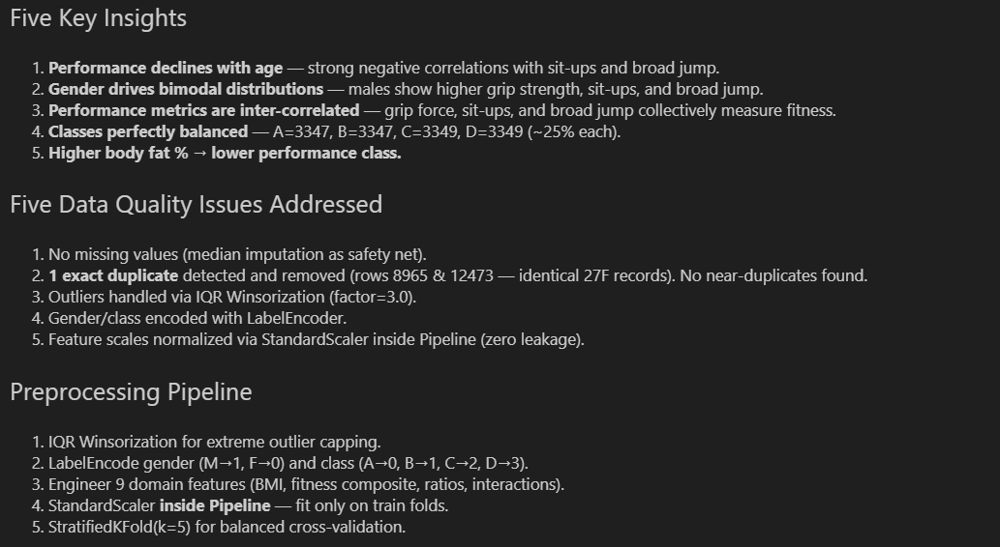 Five Key Insights
1. Performance declines with age — strong negative correlations with sit-ups and broad jump.
2. Gender drives bimodal distributions — males show higher grip strength, sit-ups, and broad jump.
3. Performance metrics are inter-correlated — grip force, sit-ups, and broad jump collectively measure fitness.
4. Classes perfectly balanced — A=3347, B=3347, C=3349, D=3349 (~25% each).
5. Higher body fat % → lower performance class.
Five Data Quality Issues Addressed
1. No missing values (median imputation as safety net).
2. 1 exact duplicate detected and removed (rows 8965 & 12473 — identical 27F records). No near-duplicates found.
3. Outliers handled via IQR Winsorization (factor=3.0).
4. Gender/class encoded with LabelEncoder.
5. Feature scales normalized via StandardScaler inside Pipeline (zero leakage).
Preprocessing Pipeline
1. IQR Winsorization for extreme outlier capping.
2. LabelEncode gender (M→1, F→0) and class (A→0, B→1, C→2, D→3).
3. Engineer 9 domain features (BMI, fitness composite, ratios, interactions).
4. StandardScaler inside Pipeline — fit only on train folds.
5. StratifiedKFold(k=5) for balanced cross-validation.